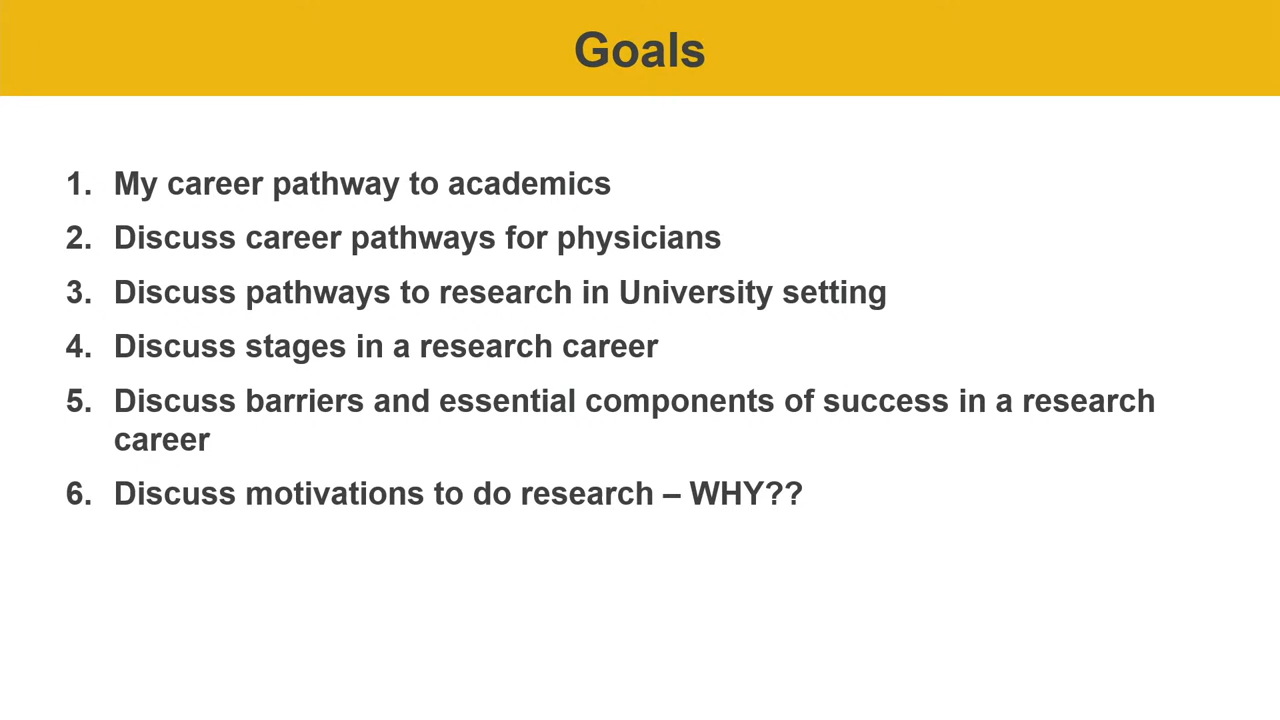 Goals
1. My career pathway to academics
2. Discuss career pathways for physicians
3. Discuss pathways to research in University setting
4. Discuss stages in a research career
5. Discuss barriers and essential components of success in a research
career
6. Discuss motivations to do research – WHY??